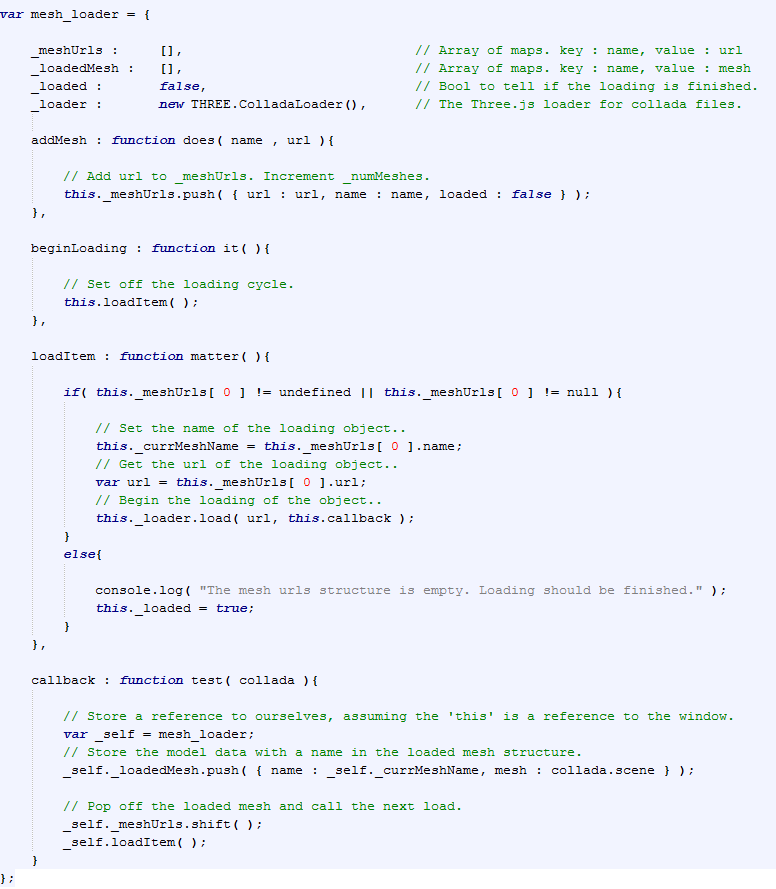 var mesh_loader = {
_meshUrls : [], // Array of maps. key : name, value : url
_loadedMesh : [], // Array of maps. key : name, value : mesh
_loaded : false, // Bool to tell if the loading is finished.
_loader : new THREE.ColladaLoader(), // The Three.js loader for collada files.
addMesh : function does( name , url ){
// Add url to _meshUrls. Increment _numMeshes.
this._meshUrls.push( { url : url, name : name, loaded : false } );
},
beginLoading : function it( ){
// Set off the loading cycle.
this.loadItem( );
},
loadItem : function matter( ){
if( this._meshUrls[ 0 ] != undefined || this._meshUrls[ 0 ] != null ){
// Set the name of the loading object..
this._currMeshName = this._meshUrls[ 0 ].name;
// Get the url of the loading object..
var url = this._meshUrls[ 0 ].url;
// Begin the loading of the object..
this._loader.load( url, this.callback );
}
else{
console.log( "The mesh urls structure is empty. Loading should be finished." );
this._loaded = true;
}
},
callback : function test( collada ){
// Store a reference to ourselves, assuming the 'this' is a reference to the window.
var _self = mesh_loader;
// Store the model data with a name in the loaded mesh structure.
_self._loadedMesh.push( { name : _self._currMeshName, mesh : collada.scene } );
// Pop off the loaded mesh and call the next load.
_self._meshUrls.shift( );
_self.loadItem( );
}
};